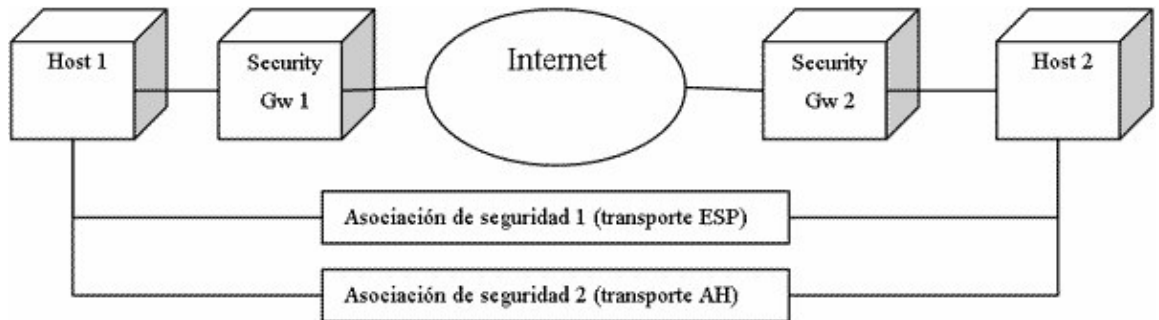 Host 1
Security
Gw 1
Internet
Security
Gw 2
Host 2
Asociación de seguridad 1 (transporte ESP)
Asociación de seguridad 2 (transporte AH)